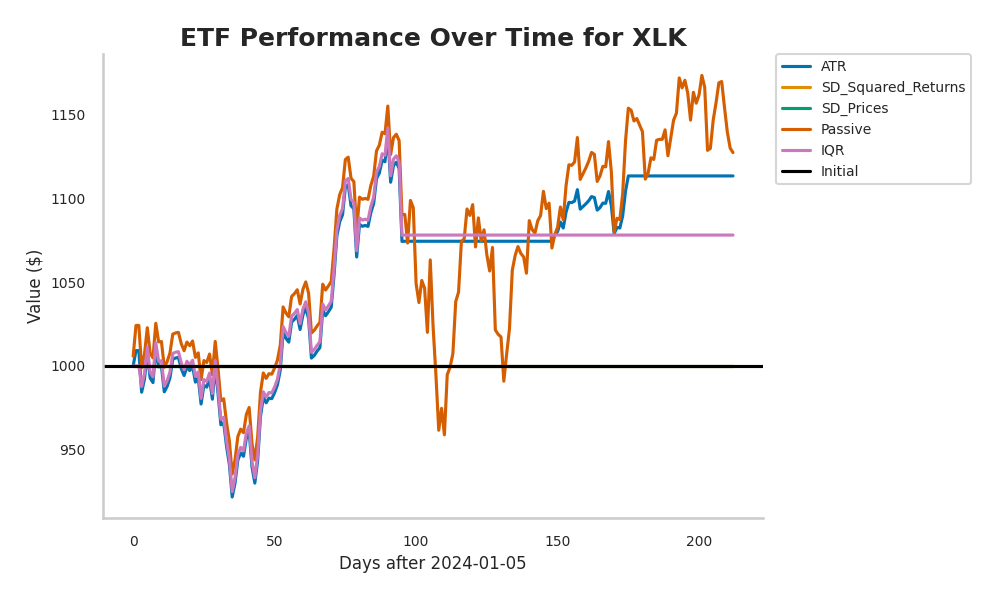 ETF Performance Over Time for XLK
ATR
SD_Squared_Returns
SD_Prices
Passive
IQR
Initial
Value ($)
1150
1100
1050
1000
950
0 50 100 150 200
Days after 2024-01-05